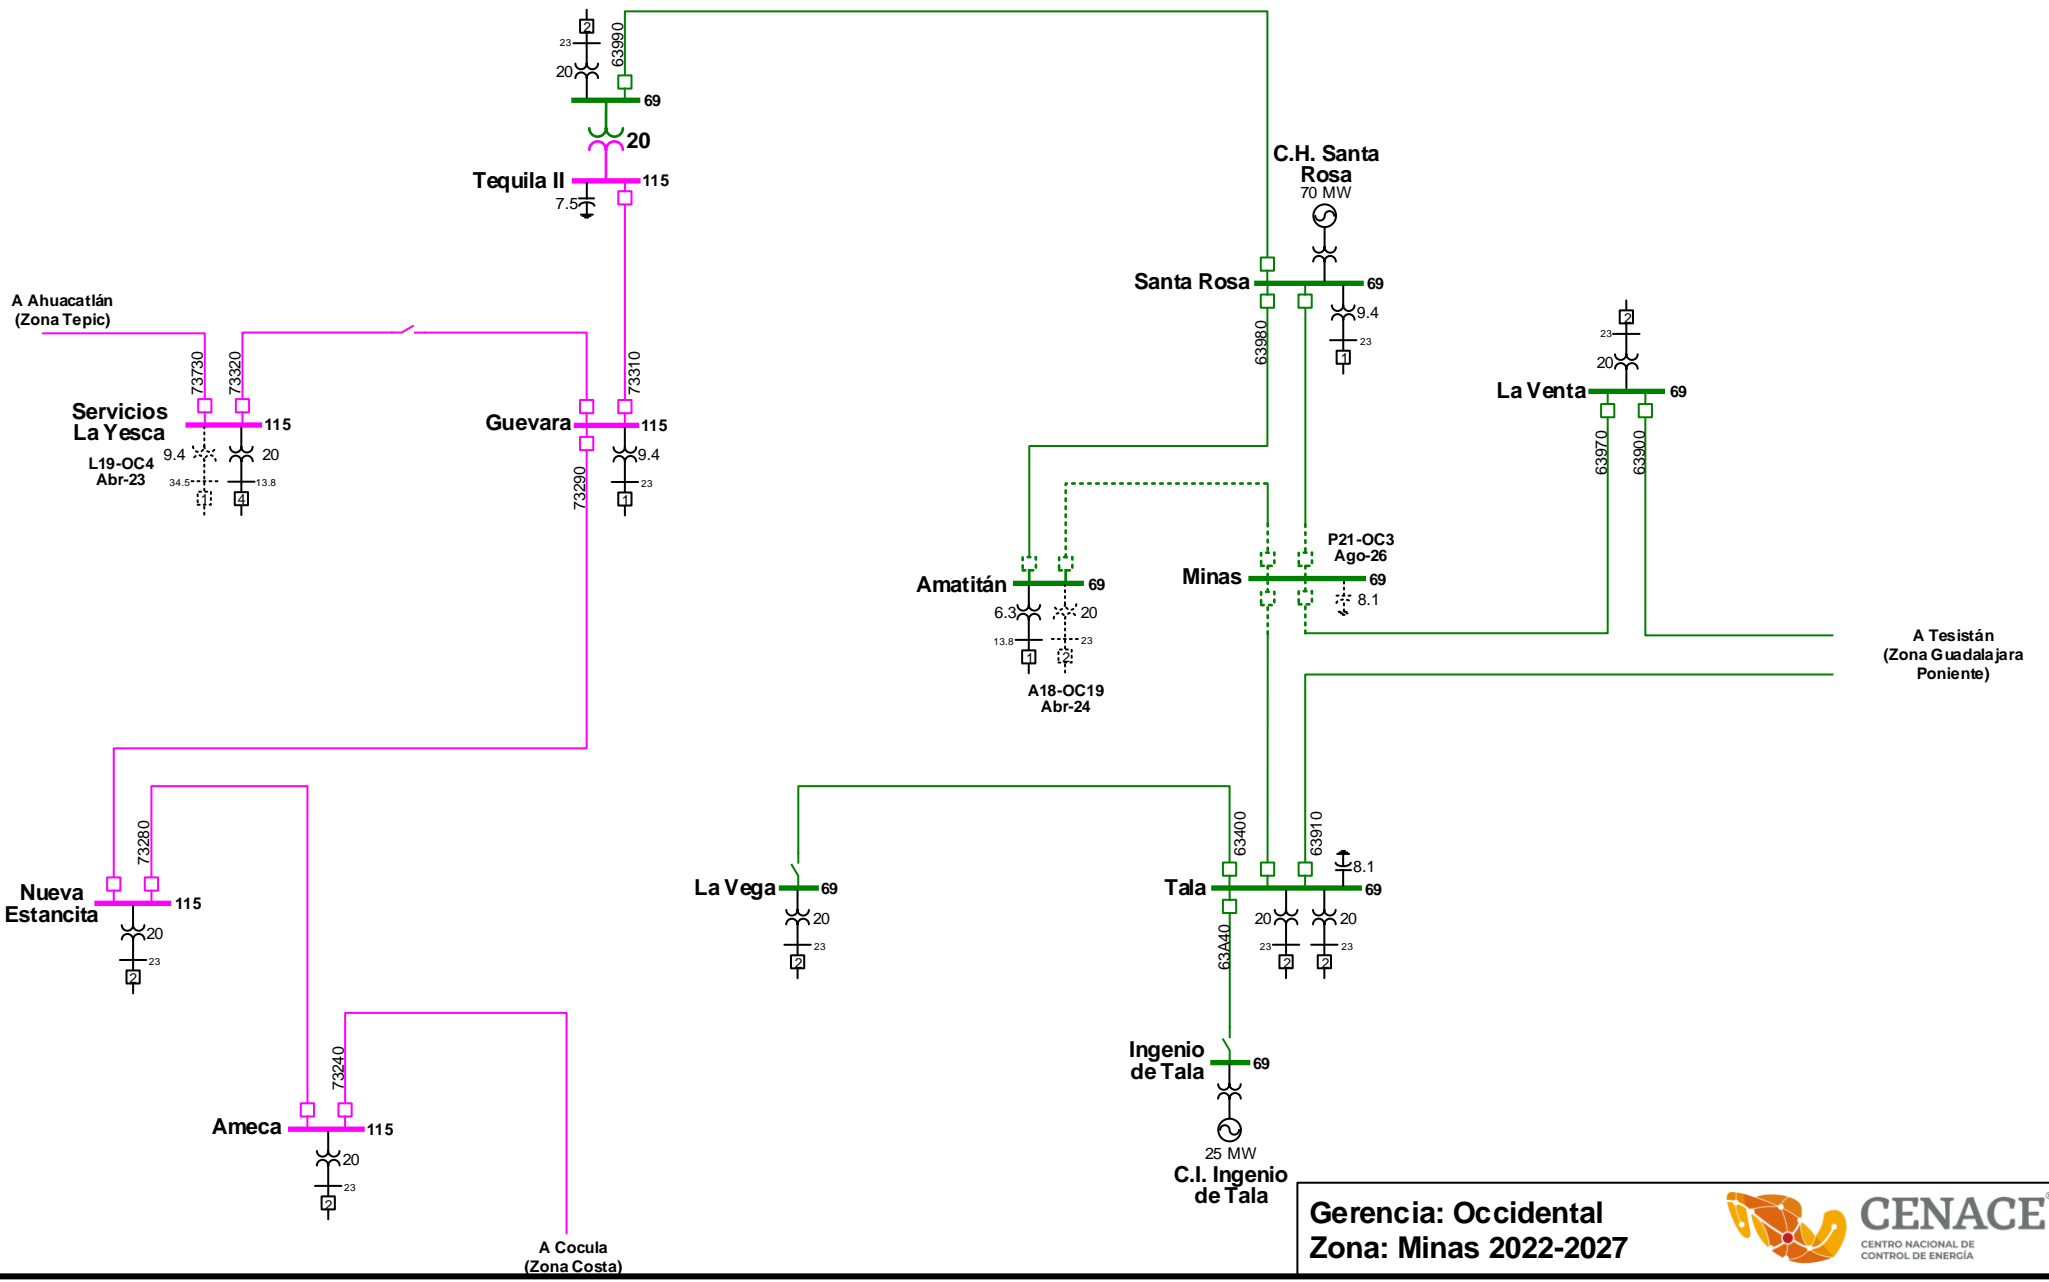 2
23
20
63990
69
20
Tequila II
115
7.5
C.H. Santa
Rosa
70 MW
Santa Rosa
69
9.4
23
1
63980
A Ahuacatlán
(Zona Tepic)
73730
73320
73310
Servicios
La Yesca
115
L19-OC4
Abr-23
9.4
34.5
1
20
13.8
4
Guevara
115
9.4
23
1
73290
2
23
20
La Venta
69
63970
63900
P21-OC3
Ago-26
Minas
69
8.1
Amatitán
69
6.3
13.8
1
20
23
2
A18-OC19
Abr-24
A Tesistán
(Zona Guadalajara
Poniente)
73280
Nueva
Estancita
115
20
23
2
La Vega
69
20
23
2
63400
63910
8.1
Tala
69
20
23
2
20
23
2
63A40
Ingenio
de Tala
69
25 MW
C.I. Ingenio
de Tala
73240
Ameca
115
20
23
2
A Cocula
(Zona Costa)
Gerencia: Occidental
Zona: Minas 2022-2027
CENACE®
CENTRO NACIONAL DE
CONTROL DE ENERGÍA